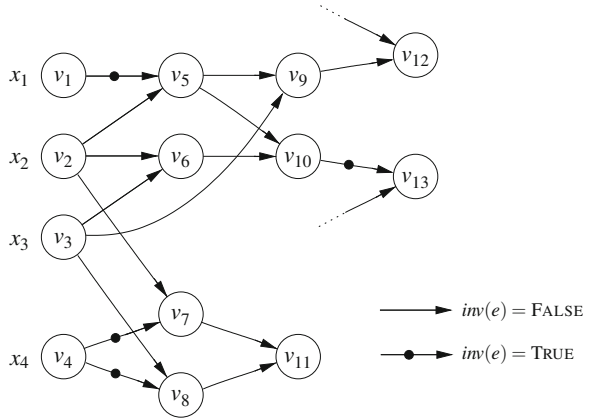 v12
x1 v1 v5 v9
x2 v2 v6 v10
v13
x3 v3
v7
inv(e) = FALSE
x4 v4 v11
inv(e) = TRUE
v8